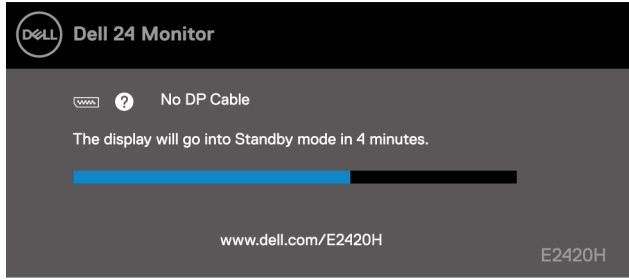 DELL Dell 24 Monitor
No DP Cable
The display will go into Standby mode in 4 minutes.
www.dell.com/E2420H
E2420H